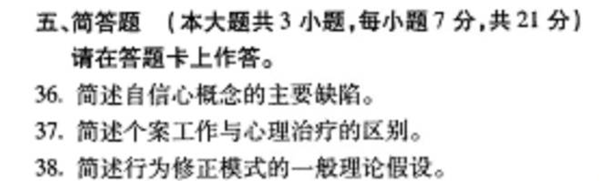 五、简答题 (本大题共3小题,每小题7分,共21分)
请在答题卡上作答。
36. 简述自信心概念的主要缺陷。
37. 简述个案工作与心理治疗的区别。
38. 简述行为修正模式的一般理论假设。